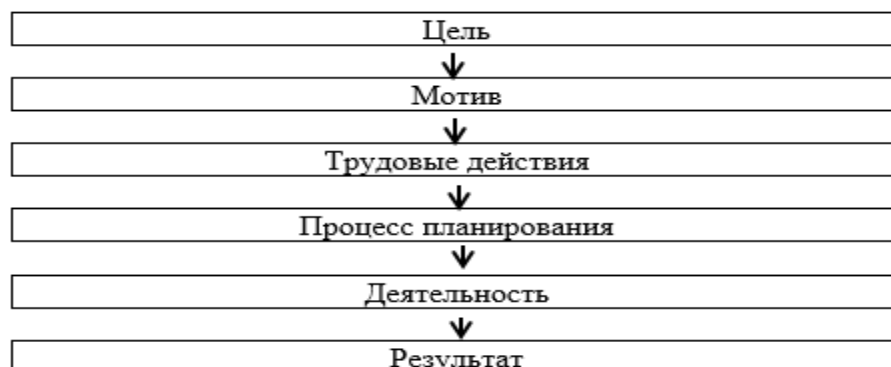 Цель
Мотив
Трудовые действия
Процесс планирования
Деятельность
Результат